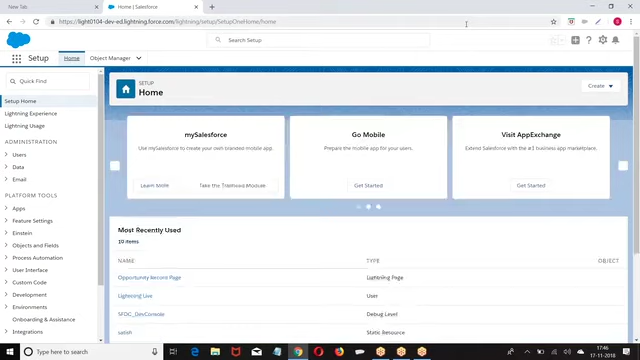 New Tab
Home | Salesforce
https://light0104-dev-ed.lightning.force.com/lightning/setup/SetupOneHome/home
Search Setup
Setup
Home
Object Manager
Quick Find
Setup Home
Lightning Experience
Lightning Usage
ADMINISTRATION
Users
Data
Email
PLATFORM TOOLS
Apps
Feature Settings
Einstein
Objects and Fields
Process Automation
User Interface
Custom Code
Development
Environments
Onboarding & Assistance
Integrations
SETUP
Home
Create
mySalesforce
Use mySalesforce to create your own branded mobile app.
Learn More
Take the Trailhead Module
Go Mobile
Prepare the mobile app for your users.
Get Started
Visit AppExchange
Extend Salesforce with the #1 business app marketplace.
Get Started
Most Recently Used
10 items
NAME TYPE OBJECT
Opportunity Record Page Lightning Page
Lightning Live User
SFDC_DevConsole Debug Level
satish Static Resource
Type here to search
17:46
17-11-2018